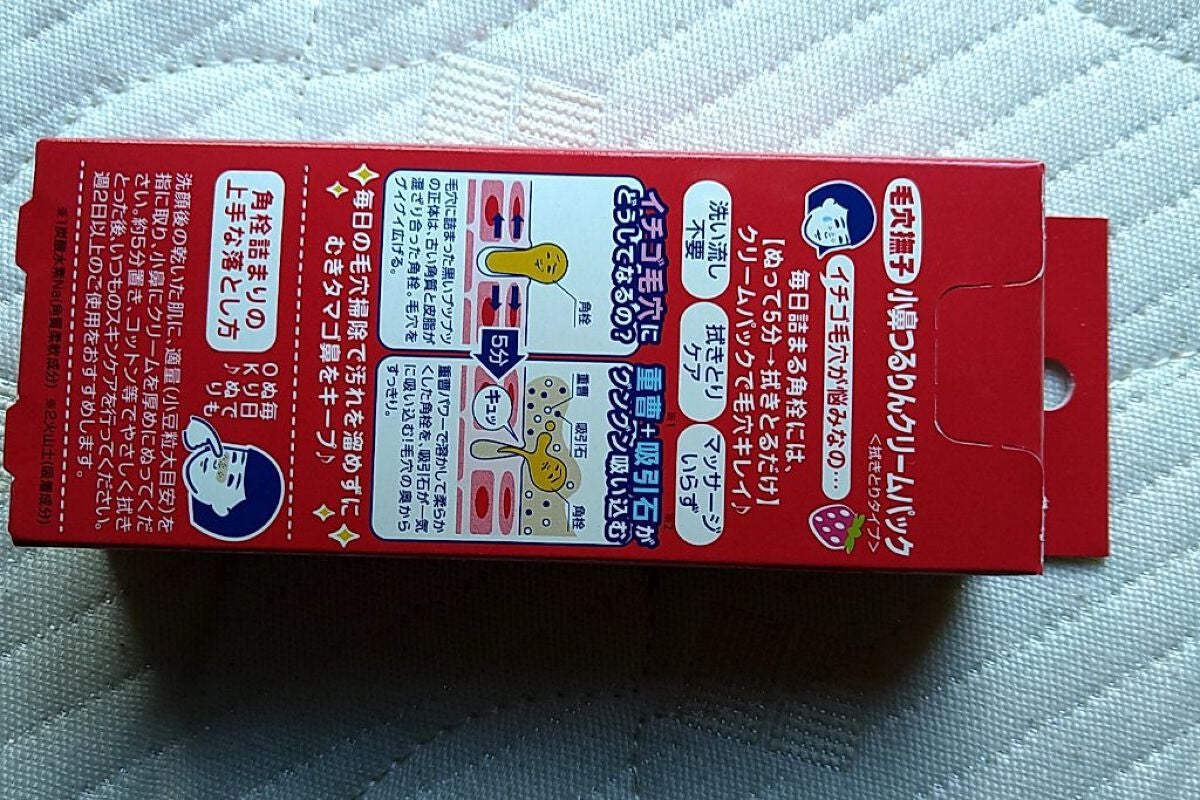 毛穴撫子 小鼻つるりんクリームパック
<拭きとりタイプ>
イチゴ毛穴が悩みなの…
毎日詰まる角栓には、
【ぬって5分→拭きとるだけ】
クリームパックで毛穴キレイ♪
洗い流し
不要
拭きとり
ケア
マッサージ
いらず
イチゴ毛穴に
どうしてなるの?
角栓
毛穴に詰まった黒いブツブツ
の正体は、古い角質と皮脂が
混ざり合った角栓。毛穴を
グイグイ広げる。
5分
重曹※1+吸引石※2が
グングン吸い込む
重曹
吸引石
角栓
キュッ
重曹パワーで溶かして柔らか
くした角栓を、吸引石が一気
に吸い込む!毛穴の奥から
すっきり。
毎日の毛穴掃除で汚れを溜めずに
むきタマゴ鼻をキープ♪
角栓詰まりの
上手な落とし方
毎日
ぬりぬり
OKでも♪
洗顔後の乾いた肌に、適量(小豆粒大目安)を
指に取り、小鼻にクリームを厚めにぬってくだ
さい。約5分置き、コットン等でやさしく拭き
とった後、いつものスキンケアを行ってください。
週2日以上のご使用をおすすめします。
※1炭酸水素Na(角質柔軟成分) ※2火山土(吸着成分)